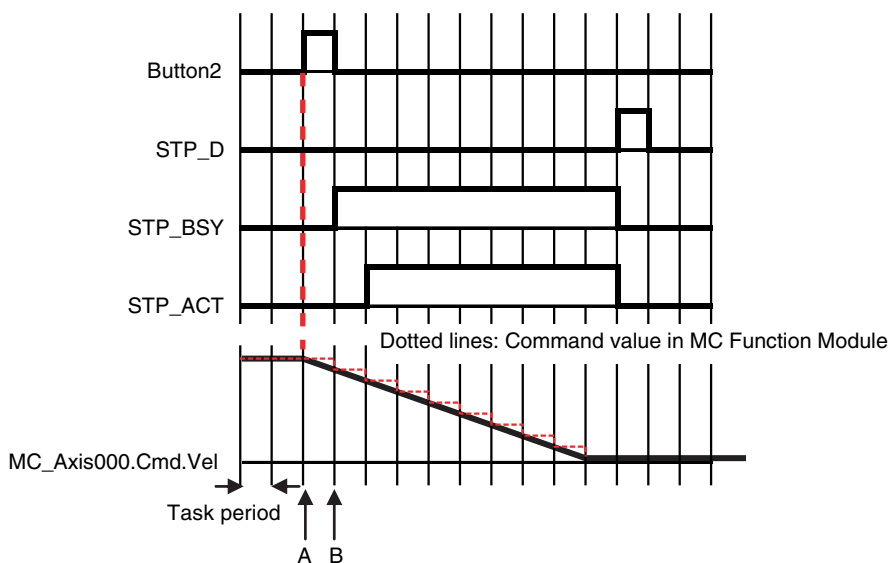 Button2
STP_D
STP_BSY
STP_ACT
Dotted lines: Command value in MC Function Module
MC_Axis000.Cmd.Vel
Task period
A B